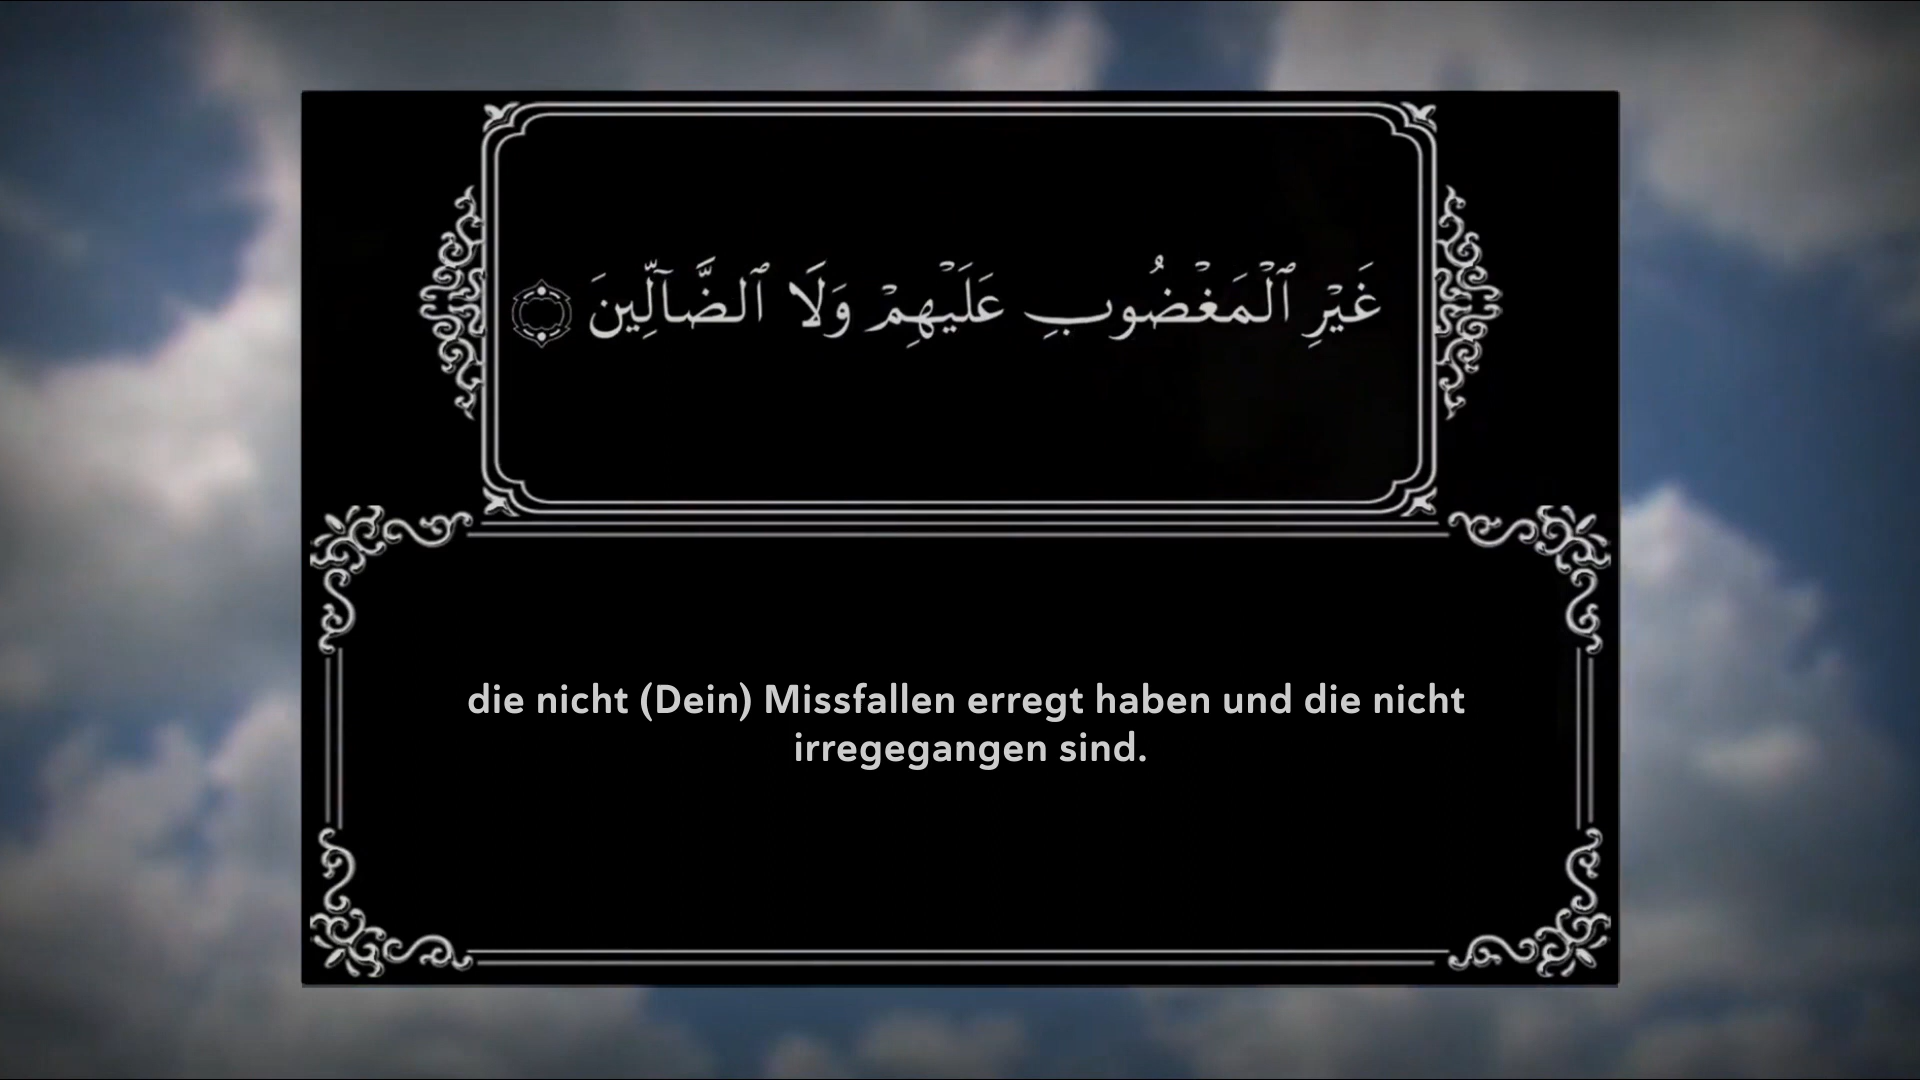 غَيْرِ ٱلْمَغْضُوبِ عَلَيْهِمْ وَلَا ٱلضَّآلِّينَ
die nicht (Dein) Missfallen erregt haben und die nicht
irregegangen sind.